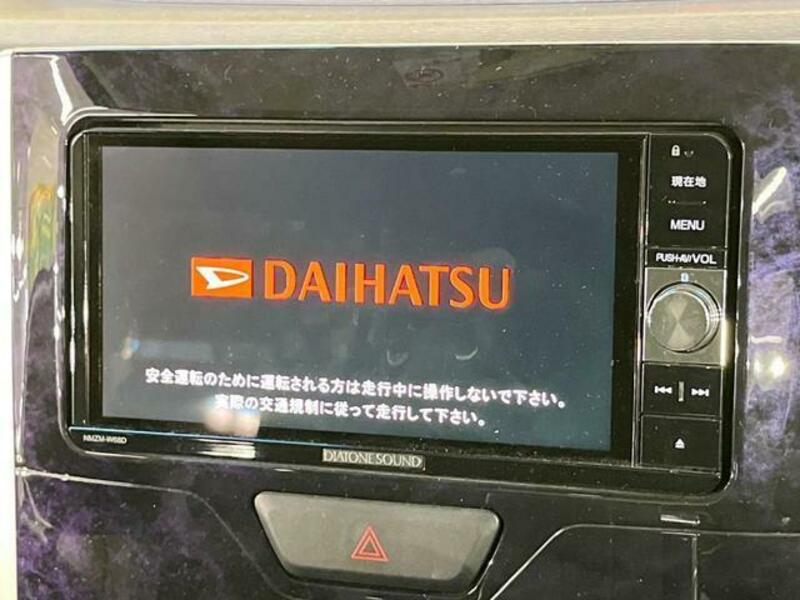 現在地
MENU
PUSH-AV/VOL
DAIHATSU
安全運転のために運転される方は走行中に操作しないで下さい。
実際の交通規制に従って走行して下さい。
NMZM-W68D
DIATONE SOUND